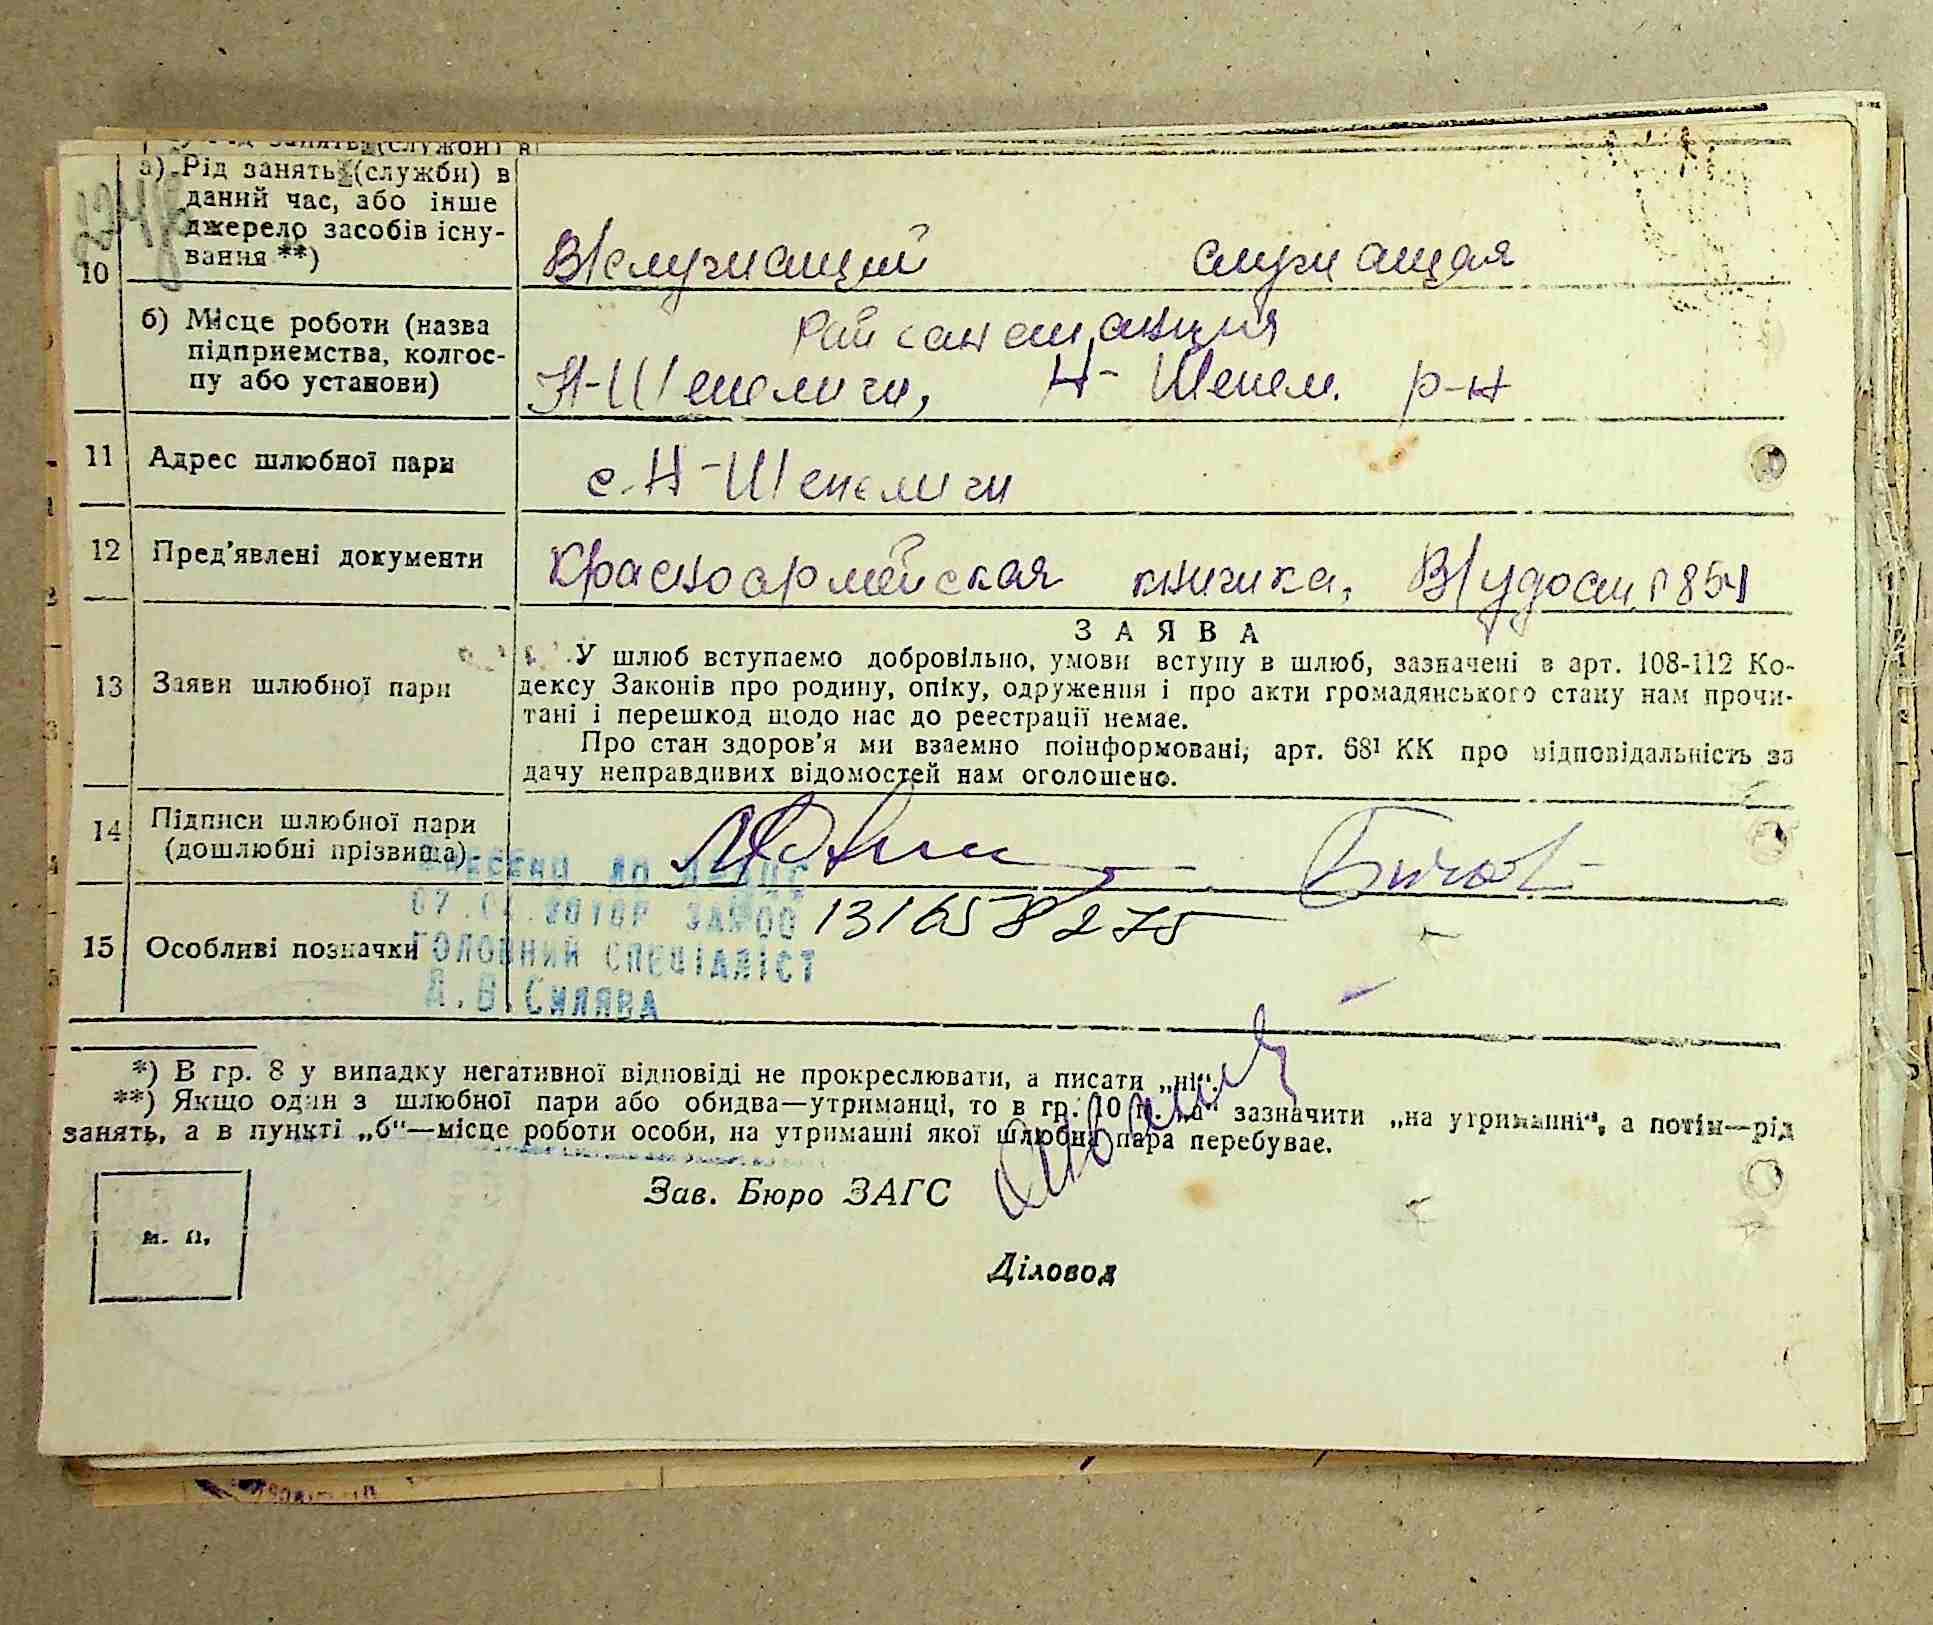 а) Рід занять (служби) в
даний час, або інше
джерело засобів існу-
вання **)
10
В/служащий служащая
б) Місце роботи (назва
підприємства, колгос-
пу або установи)
Райсанстанция
Н-Шепеличи, Н-Шепел. р-н
11 Адрес шлюбної пари
с. Н-Шепеличи
12 Пред'явлені документи
Красноармейская книжка, В/удост
13 Заяви шлюбної пари
ЗАЯВА
У шлюб вступаємо добровільно, умови вступу в шлюб, зазначені в арт. 108-112 Ко-
дексу Законів про родину, опіку, одруження і про акти громадянського стану нам прочи-
тані і перешкод щодо нас до реєстрації немає.
Про стан здоров'я ми взаємно поінформовані, арт. 68¹ КК про відповідальність за
дачу неправдивих відомостей нам оголошено.
14 Підписи шлюбної пари
(дошлюбні прізвища)
15 Особливі позначки
131658275
ГОЛОВНИЙ СПЕЦІАЛІСТ
А.В.Силява
*) В гр. 8 у випадку негативної відповіді не прокреслювати, а писати „ні“.
**) Якщо один з шлюбної пари або обидва—утриманці, то в гр. 10 п. „а“ зазначити „на утриманні“, а потім—рід
занять, а в пункті „б“—місце роботи особи, на утриманні якої шлюбна пара перебуває.
Зав. Бюро ЗАГС
м. п.
Діловод